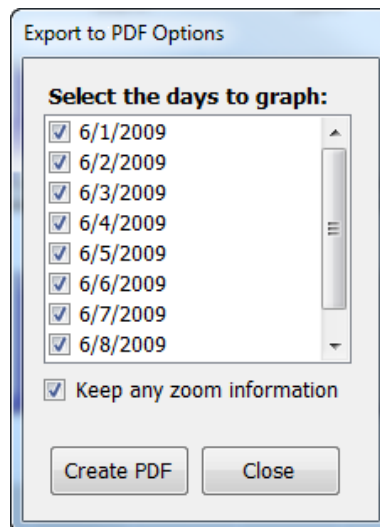 Export to PDF Options
Select the days to graph:
6/1/2009
6/2/2009
6/3/2009
6/4/2009
6/5/2009
6/6/2009
6/7/2009
6/8/2009
Keep any zoom information
Create PDF Close